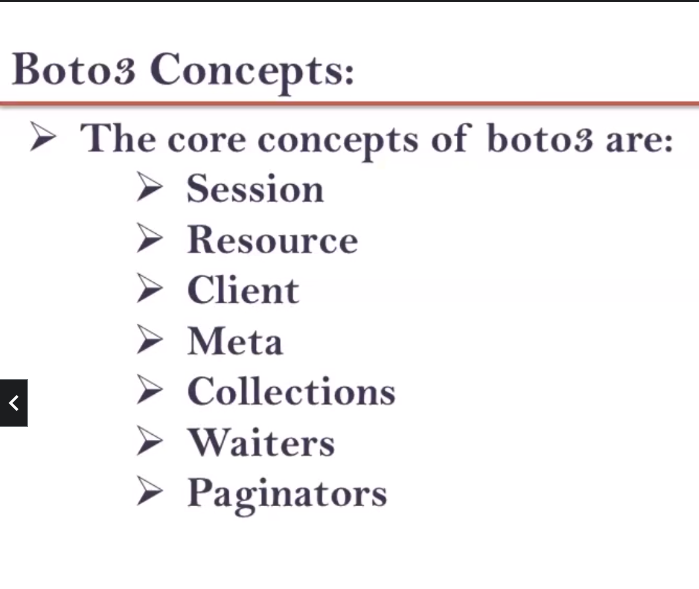 Boto3 Concepts:
The core concepts of boto3 are:
Session
Resource
Client
Meta
Collections
Waiters
Paginators